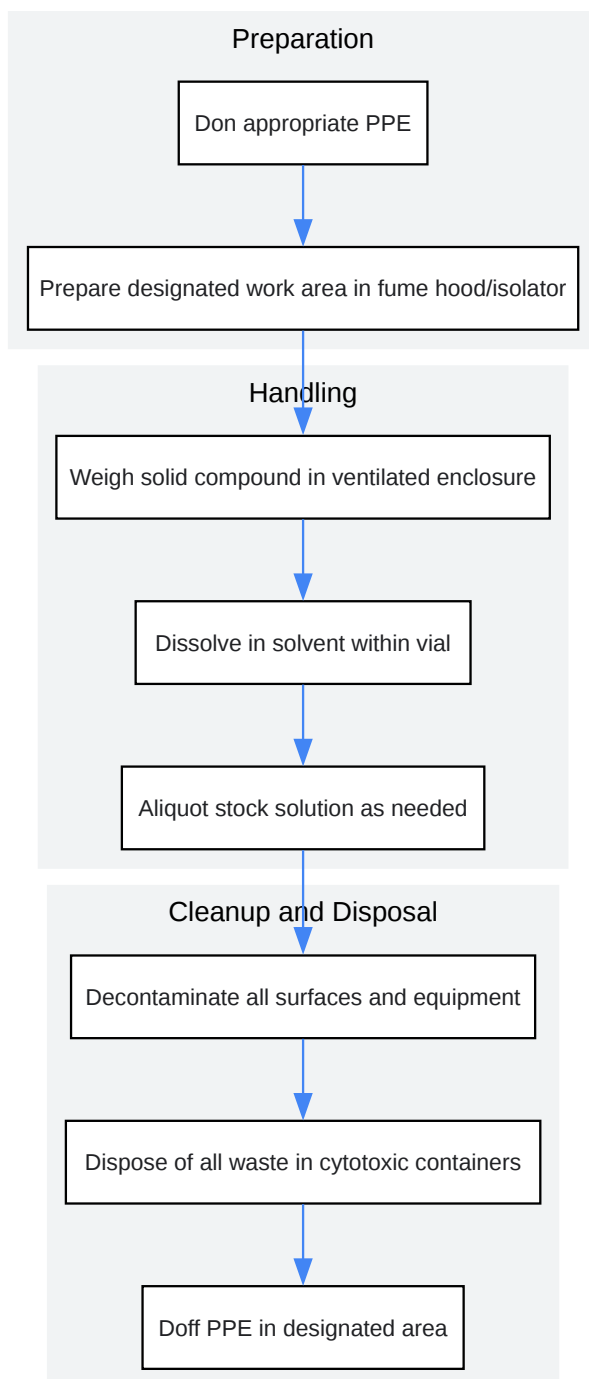 Preparation
Don appropriate PPE
Prepare designated work area in fume hood/isolator
Handling
Weigh solid compound in ventilated enclosure
Dissolve in solvent within vial
Aliquot stock solution as needed
Cleanup and Disposal
Decontaminate all surfaces and equipment
Dispose of all waste in cytotoxic containers
Doff PPE in designated area